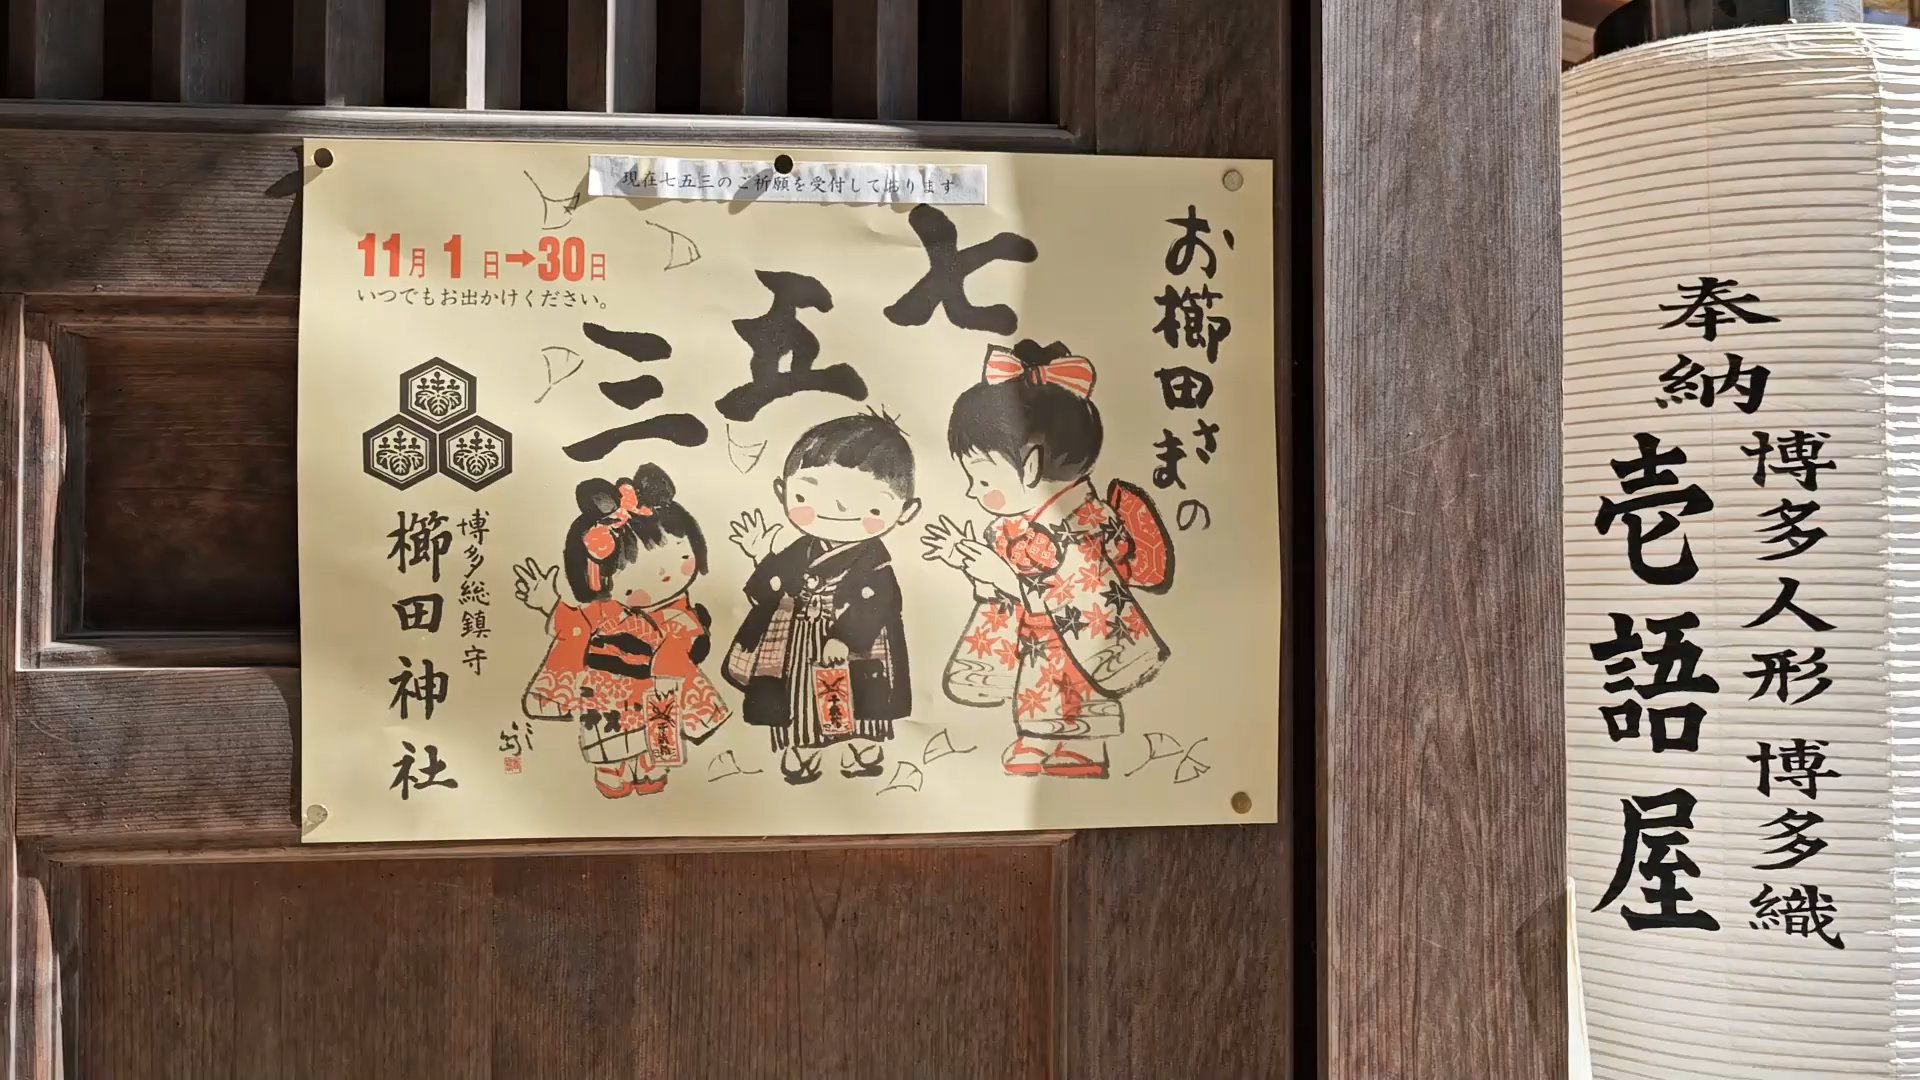 現在七五三のご祈願を受付しております
お櫛田さまの
七五三
11月1日→30日
いつでもお出かけください。
博多総鎮守
櫛田神社
千歳飴
奉納
博多人形 博多織
壱語屋